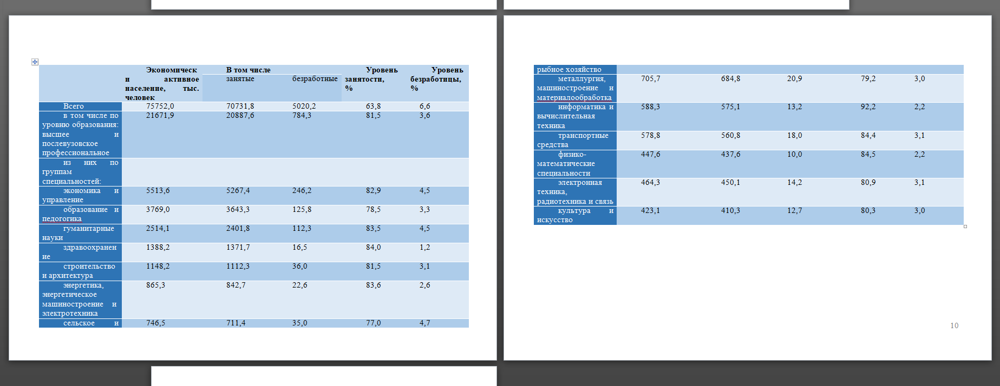 Экономическ В том числе Уровень Уровень
и активное занятые безработные занятости, безработицы,
население, тыс. % %
человек
Всего 75752,0 70731,8 5020,2 63,8 6,6
в том числе по 21671,9 20887,6 784,3 81,5 3,6
уровню образования:
высшее и
послевузовское
профессиональное
из них по
группам
специальностей:
экономика и 5513,6 5267,4 246,2 82,9 4,5
управление
образование и 3769,0 3643,3 125,8 78,5 3,3
педогогика
гуманитарные 2514,1 2401,8 112,3 83,5 4,5
науки
здравоохранен 1388,2 1371,7 16,5 84,0 1,2
ие
строительство 1148,2 1112,3 36,0 81,5 3,1
и архитектура
энергетика, 865,3 842,7 22,6 83,6 2,6
энергетическое
машиностроение и
электротехника
сельское и 746,5 711,4 35,0 77,0 4,7
рыбное хозяйство
металлургия, 705,7 684,8 20,9 79,2 3,0
машиностроение и
материалообработка
информатика и 588,3 575,1 13,2 92,2 2,2
вычислительная
техника
транспортные 578,8 560,8 18,0 84,4 3,1
средства
физико- 447,6 437,6 10,0 84,5 2,2
математические
специальности
электронная 464,3 450,1 14,2 80,9 3,1
техника,
радиотехника и связь
культура и 423,1 410,3 12,7 80,3 3,0
искусство
10